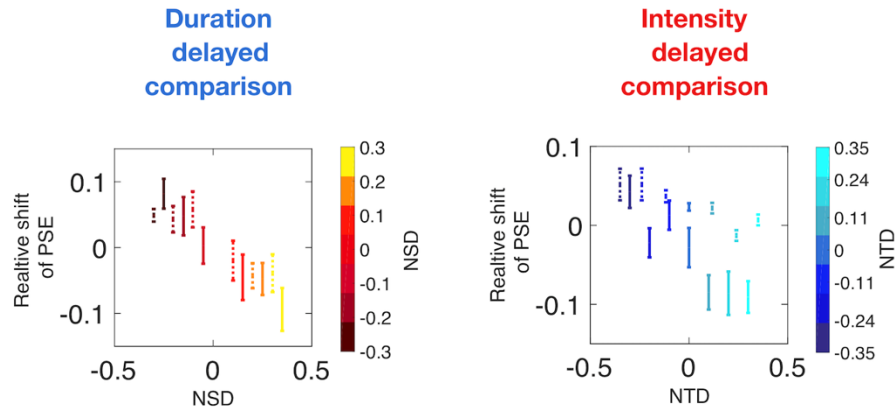 Duration
delayed
comparison
Intensity
delayed
comparison
Realtive shift
of PSE
0.1
0
-0.1
-0.5
0
0.5
NSD
0.3
0.2
0.1
0
-0.1
-0.2
-0.3
NSD
Realtive shift
of PSE
0.1
0
-0.1
-0.5
0
0.5
NTD
0.35
0.24
0.11
0
-0.11
-0.24
-0.35
NTD